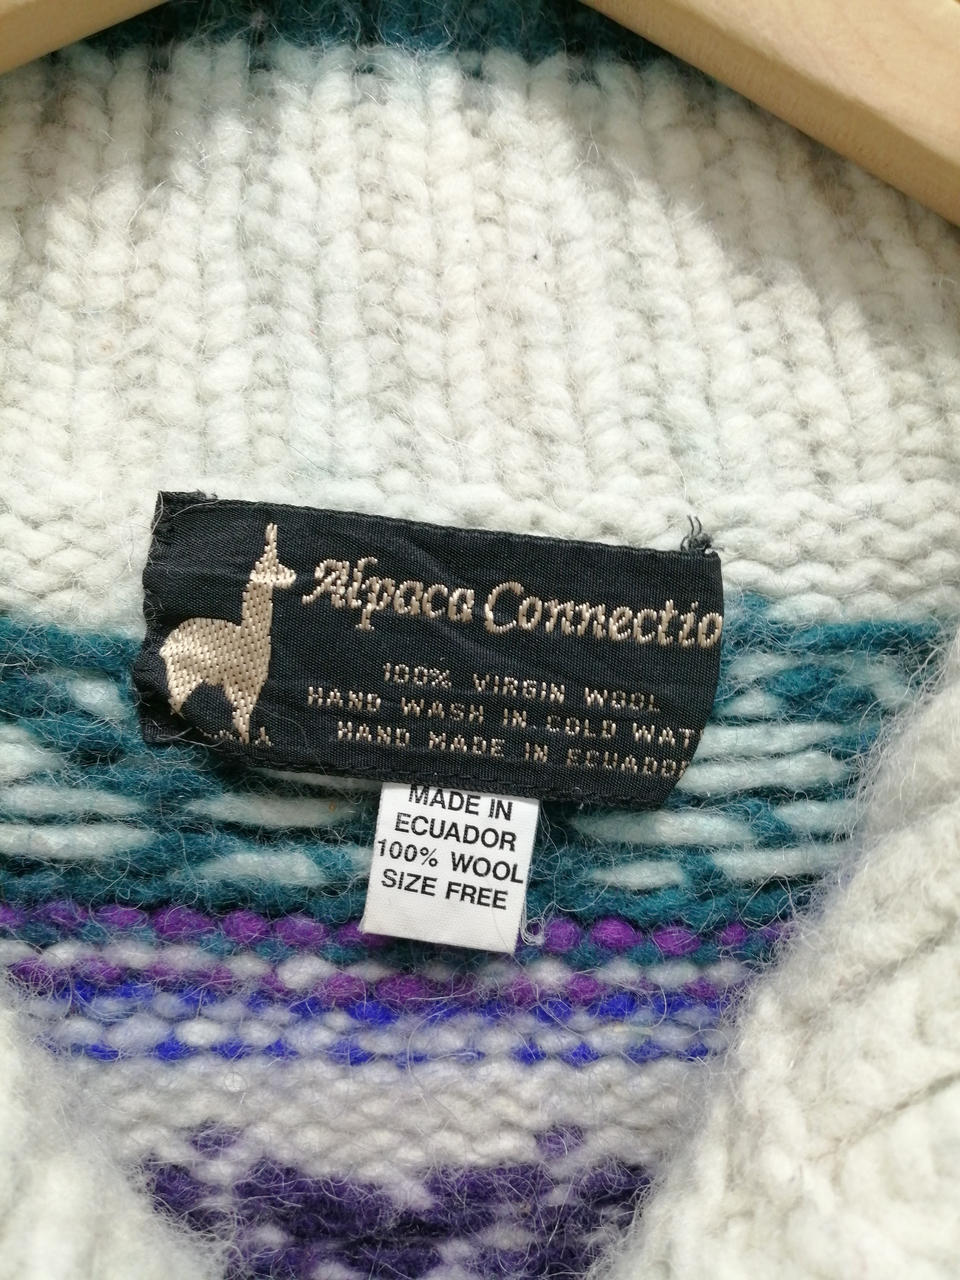 Alpaca Connectio
100% VIRGIN WOOL
HAND WASH IN COLD WAT
HAND MADE IN ECUADOR
MADE IN
ECUADOR
100% WOOL
SIZE FREE